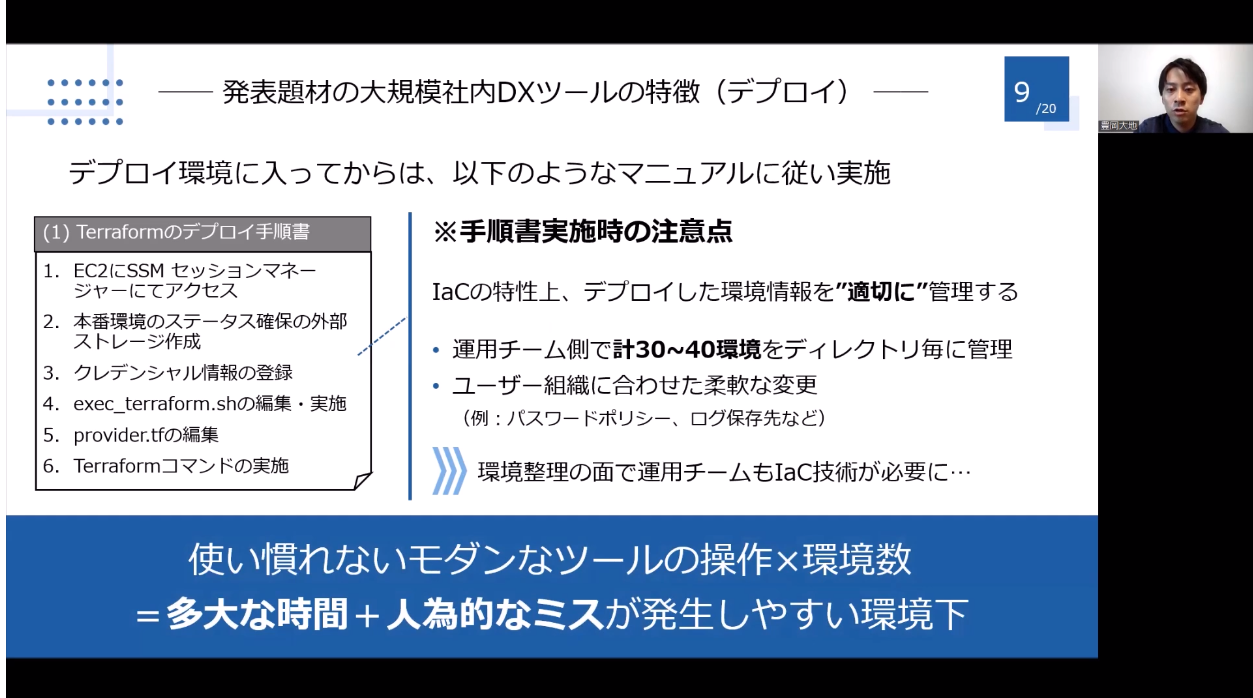 発表題材の大規模社内DXツールの特徴（デプロイ）
9
/20
豊岡大地
デプロイ環境に入ってからは、以下のようなマニュアルに従い実施
(1) Terraformのデプロイ手順書
1. EC2にSSM セッションマネー
ジャーにてアクセス
2. 本番環境のステータス確保の外部
ストレージ作成
3. クレデンシャル情報の登録
4. exec_terraform.shの編集・実施
5. provider.tfの編集
6. Terraformコマンドの実施
※手順書実施時の注意点
IaCの特性上、デプロイした環境情報を”適切に”管理する
• 運用チーム側で計30~40環境をディレクトリ毎に管理
• ユーザー組織に合わせた柔軟な変更
（例：パスワードポリシー、ログ保存先など）
環境整理の面で運用チームもIaC技術が必要に…
使い慣れないモダンなツールの操作×環境数
＝多大な時間＋人為的なミスが発生しやすい環境下